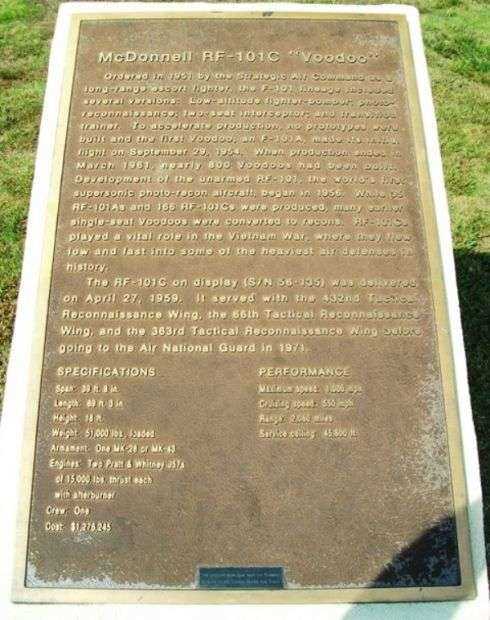 McDonnell RF-101C "Voodoo"
Ordered in 1951 by the Strategic Air Command as a
long-range escort fighter, the F-101 lineage included
several versions: Low-altitude fighter-bomber; photo-
reconnaissance; two-seat interceptor; and transition
trainer. To accelerate production, no prototypes were
built and the first Voodoo, an F-101A, made its initial
flight on September 29, 1954. When production ended in
March 1961, nearly 800 Voodoos had been built.
Development of the unarmed RF-101, the world's first
supersonic photo-recon aircraft, began in 1956. While 35
RF-101As and 166 RF-101Cs were produced, many earlier
single-seat Voodoos were converted to recons. RF-101Cs
played a vital role in the Vietnam War, where they flew
low and fast into some of the heaviest air defenses in
history.
The RF-101C on display (S/N 56-135) was delivered
on April 27, 1959. It served with the 432nd Tactical
Reconnaissance Wing, the 66th Tactical Reconnaissance
Wing, and the 363rd Tactical Reconnaissance Wing before
going to the Air National Guard in 1971.
SPECIFICATIONS
Span: 39 ft. 8 in.
Length: 69 ft. 3 in.
Height: 18 ft.
Weight: 51,000 lbs. loaded
Armament: One MK-28 or MK-43
Engines: Two Pratt & Whitney J57s
of 15,000 lbs. thrust each
with afterburner
Crew: One
Cost: $1,276,245
PERFORMANCE
Maximum speed: 1,000 mph
Cruising speed: 550 mph
Range: 2,060 miles
Service ceiling: 45,800 ft.